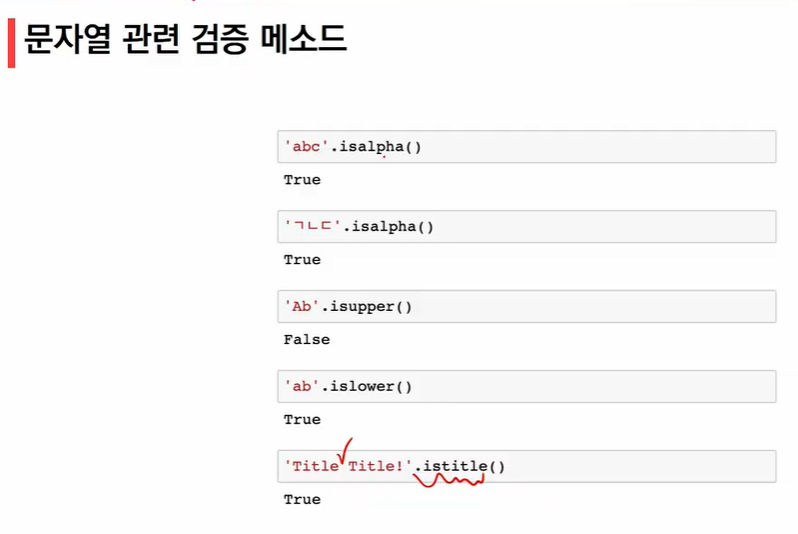 문자열 관련 검증 메소드
'abc'.isalpha()
True
'ㄱㄴㄷ'.isalpha()
True
'Ab'.isupper()
False
'ab'.islower()
True
'Title Title!'.istitle()
True